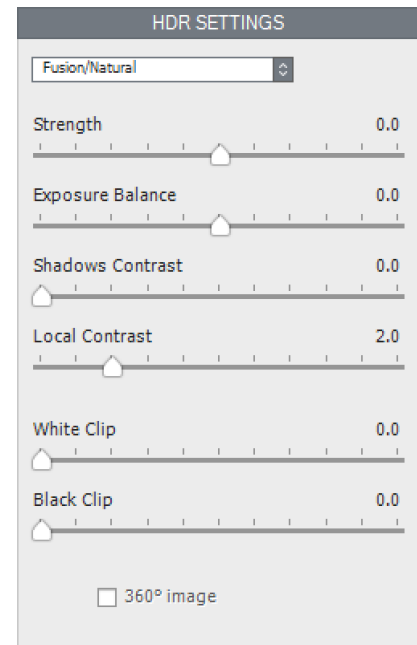 HDR SETTINGS
Fusion/Natural
Strength 0.0
Exposure Balance 0.0
Shadows Contrast 0.0
Local Contrast 2.0
White Clip 0.0
Black Clip 0.0
360º image